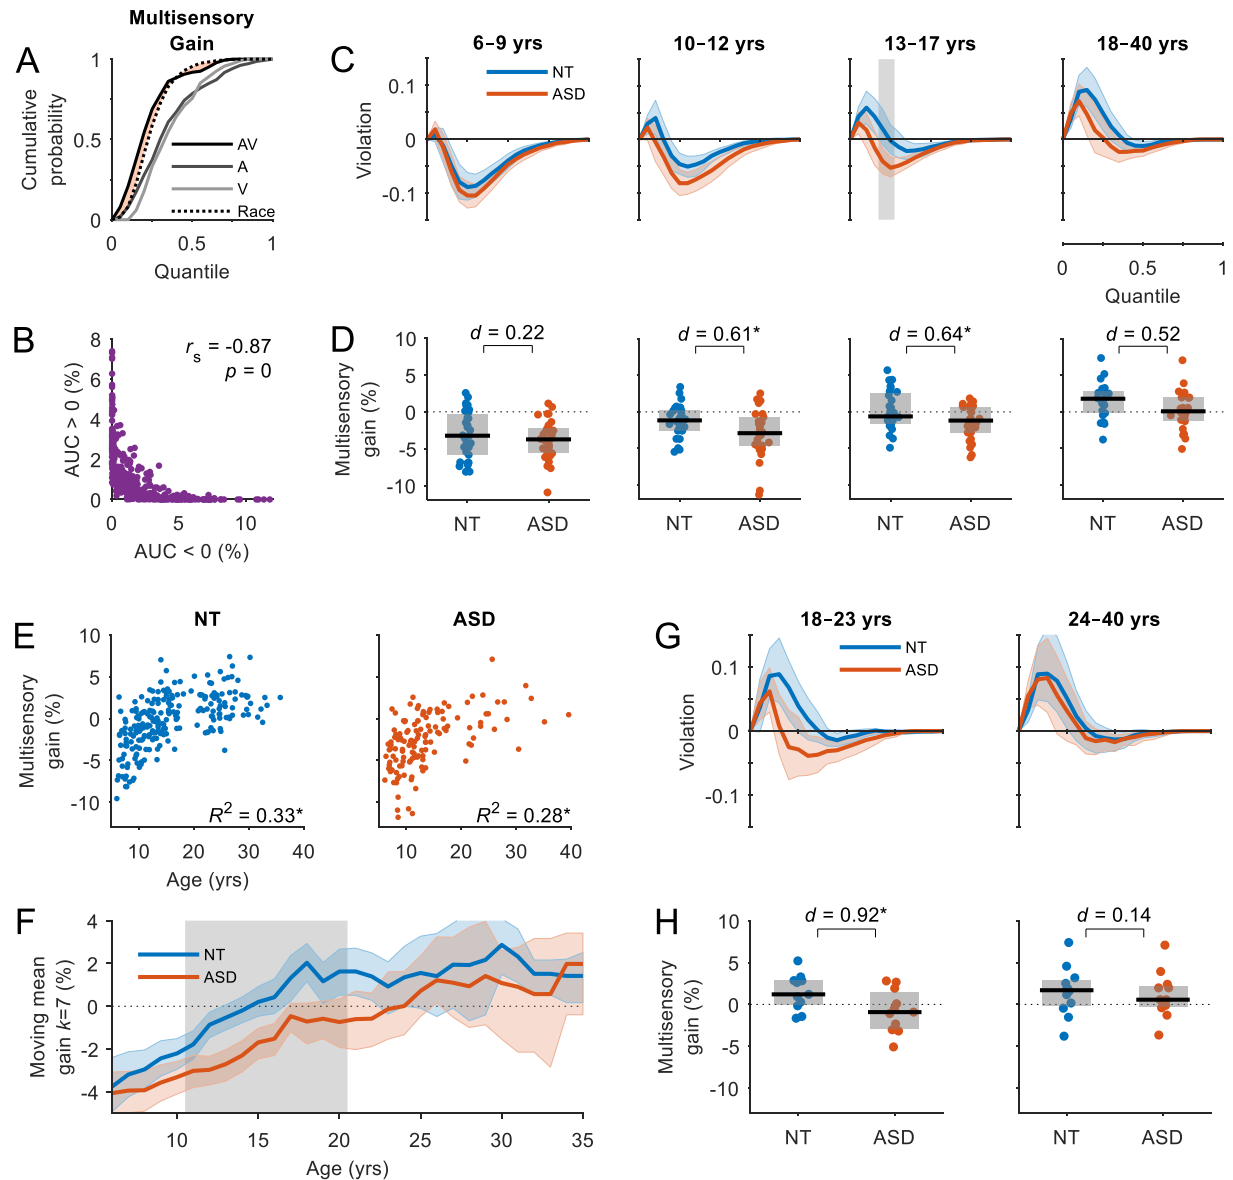 A
Multisensory
Gain
Cumulative
probability
1
0.5
0
AV
A
V
Race
0
0.5
1
Quantile
C
6–9 yrs
10–12 yrs
13–17 yrs
18–40 yrs
Violation
0.1
0
-0.1
NT
ASD
0
0.5
1
Quantile
B
AUC > 0 (%)
8
6
4
2
0
rs = -0.87
p = 0
0
5
10
AUC < 0 (%)
D
Multisensory
gain (%)
10
5
0
-5
-10
d = 0.22
d = 0.61*
d = 0.64*
d = 0.52
NT
ASD
NT
ASD
NT
ASD
NT
ASD
E
NT
ASD
Multisensory
gain (%)
10
5
0
-5
-10
R2 = 0.33*
R2 = 0.28*
10
20
30
40
10
20
30
40
Age (yrs)
G
18–23 yrs
24–40 yrs
Violation
0.1
0
-0.1
NT
ASD
F
Moving mean
gain k=7 (%)
4
2
0
-2
-4
NT
ASD
10
15
20
25
30
35
Age (yrs)
H
Multisensory
gain (%)
10
5
0
-5
-10
d = 0.92*
d = 0.14
NT
ASD
NT
ASD